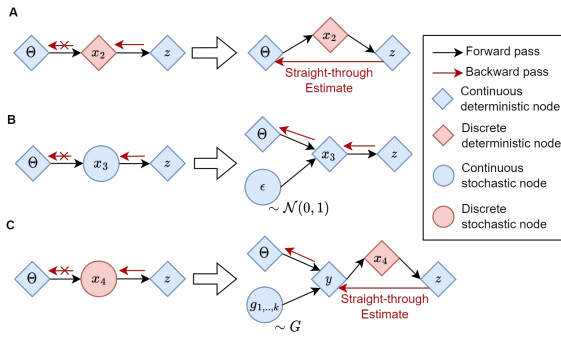 A
Θ
x₂
z
Θ
x₂
z
Straight-through
Estimate
B
Θ
x₃
z
Θ
x₃
z
ϵ
∼ 𝒩(0, 1)
C
Θ
x₄
z
Θ
x₄
y
z
g₁,..,ₖ
∼ G
Straight-through
Estimate
Forward pass
Backward pass
Continuous
deterministic node
Discrete
deterministic node
Continuous
stochastic node
Discrete
stochastic node